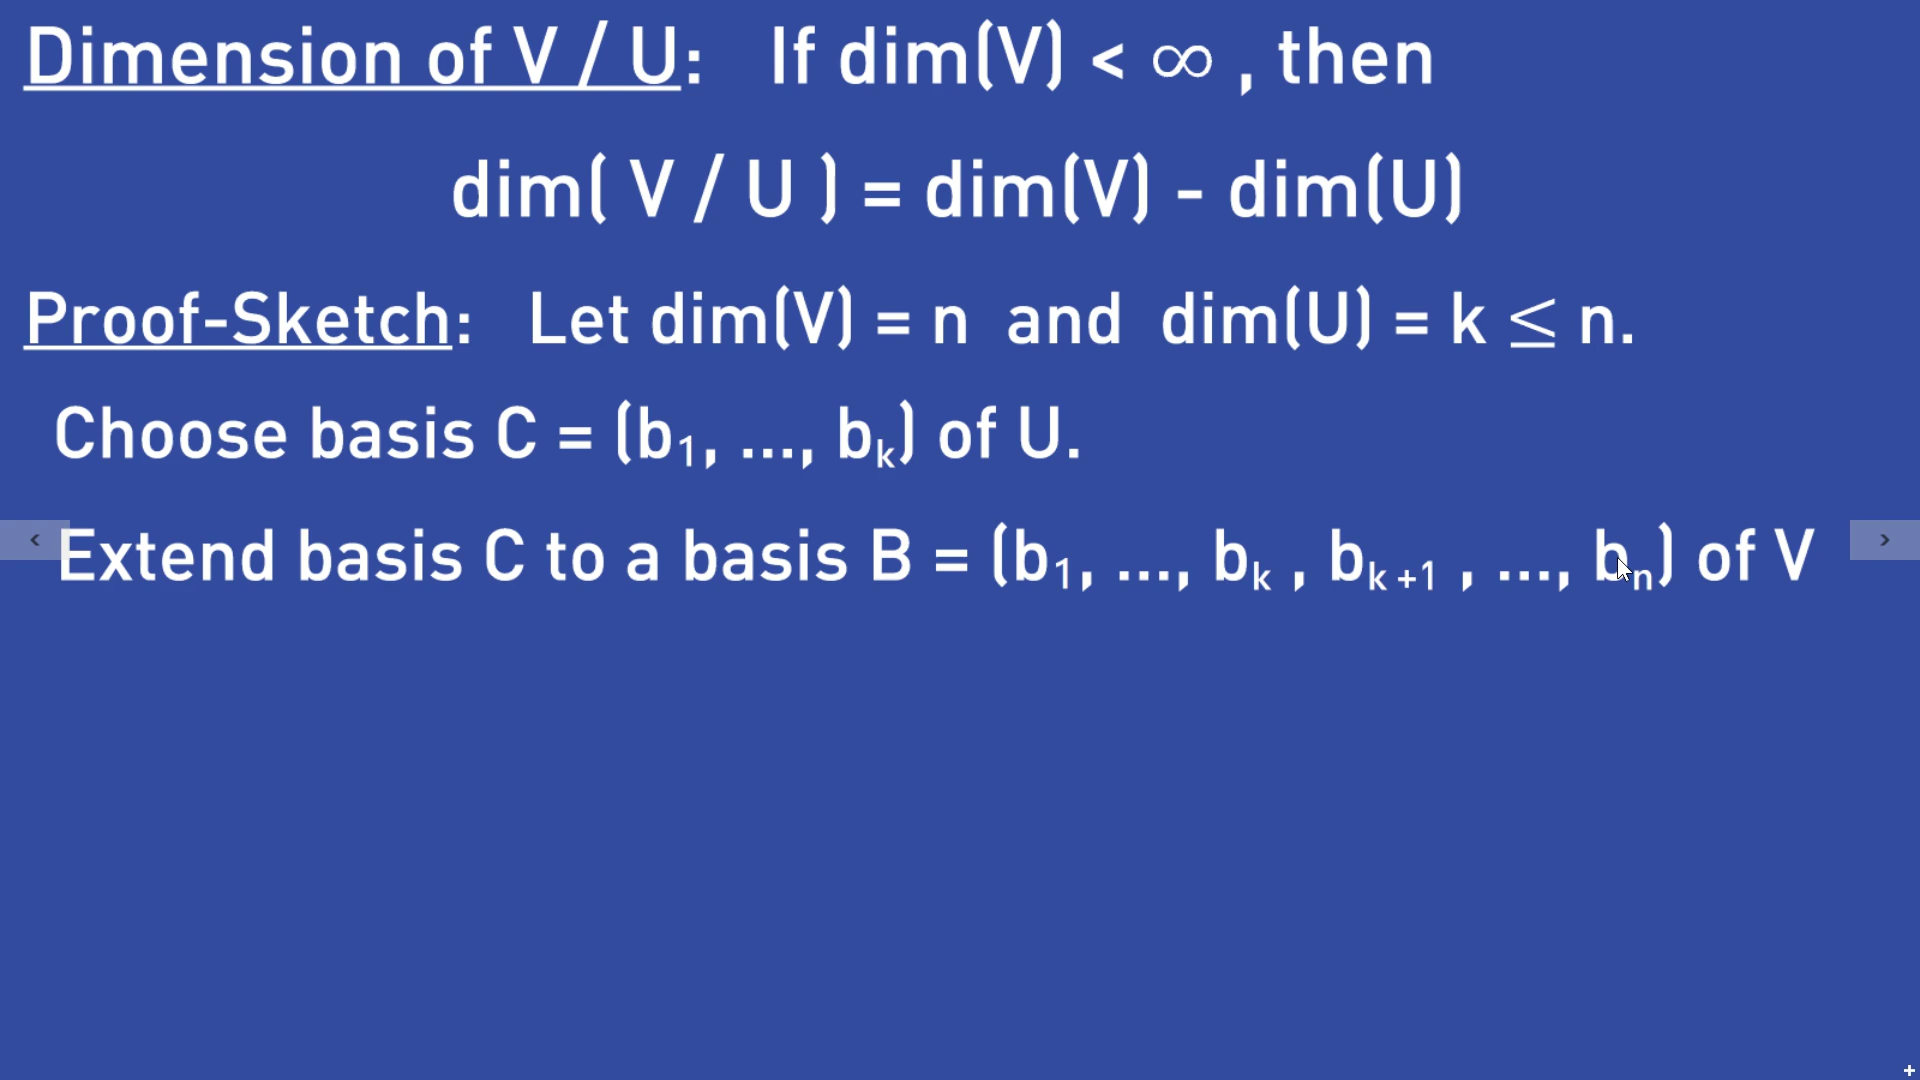 Dimension of V / U: If dim(V) < ∞ , then
dim( V / U ) = dim(V) - dim(U)
Proof-Sketch: Let dim(V) = n and dim(U) = k ≤ n.
Choose basis C = (b₁, ..., bₖ) of U.
Extend basis C to a basis B = (b₁, ..., bₖ , bₖ₊₁ , ..., bₙ) of V